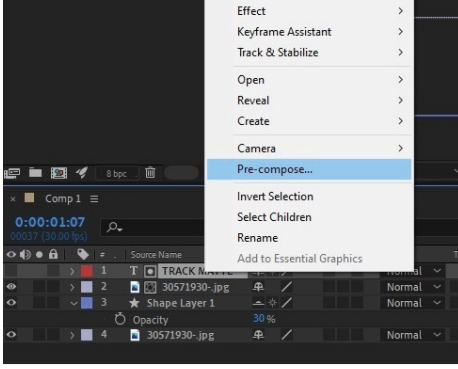 Effect
Keyframe Assistant
Track & Stabilize
Open
Reveal
Create
Camera
Pre-compose...
Invert Selection
Select Children
Rename
Add to Essential Graphics
8 bpc
Comp 1
0:00:01:07
00037 (30.00 fps)
# . Source Name
1 T TRACK MATTE Normal
2 30571930-.jpg Normal
3 Shape Layer 1 Normal
Opacity 30 %
4 30571930-.jpg Normal